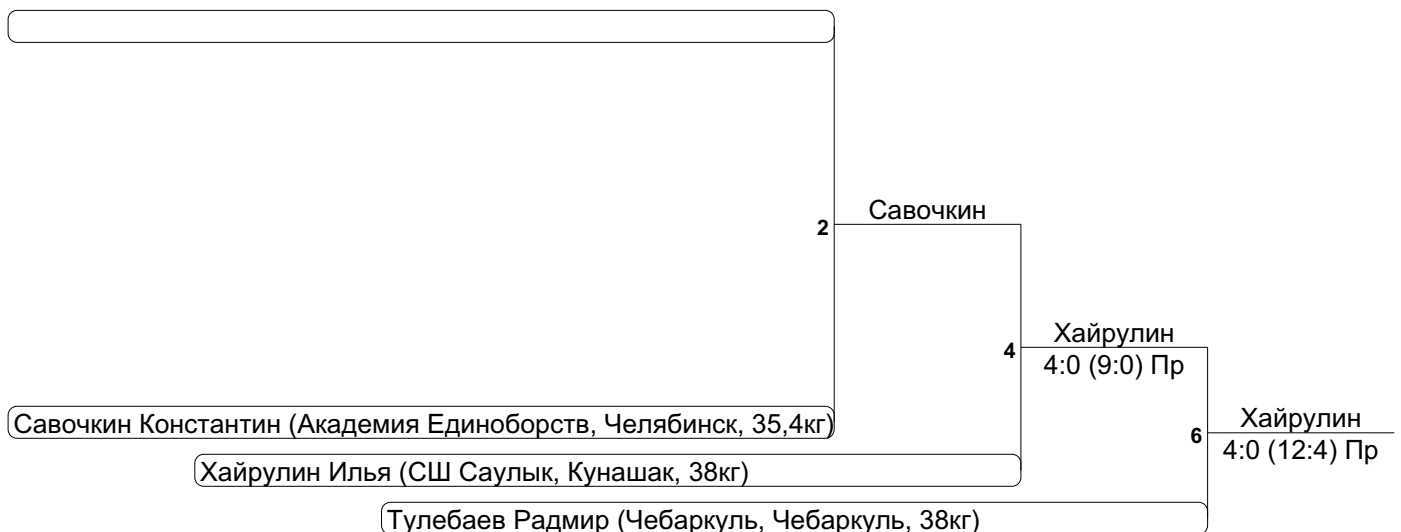 Савочкин
2
Хайрулин
4
4:0 (9:0) Пр
Савочкин Константин (Академия Единоборств, Челябинск, 35,4кг)
Хайрулин
6
4:0 (12:4) Пр
Хайрулин Илья (СШ Саулык, Кунашак, 38кг)
Тулебаев Радмир (Чебаркуль, Чебаркуль, 38кг)